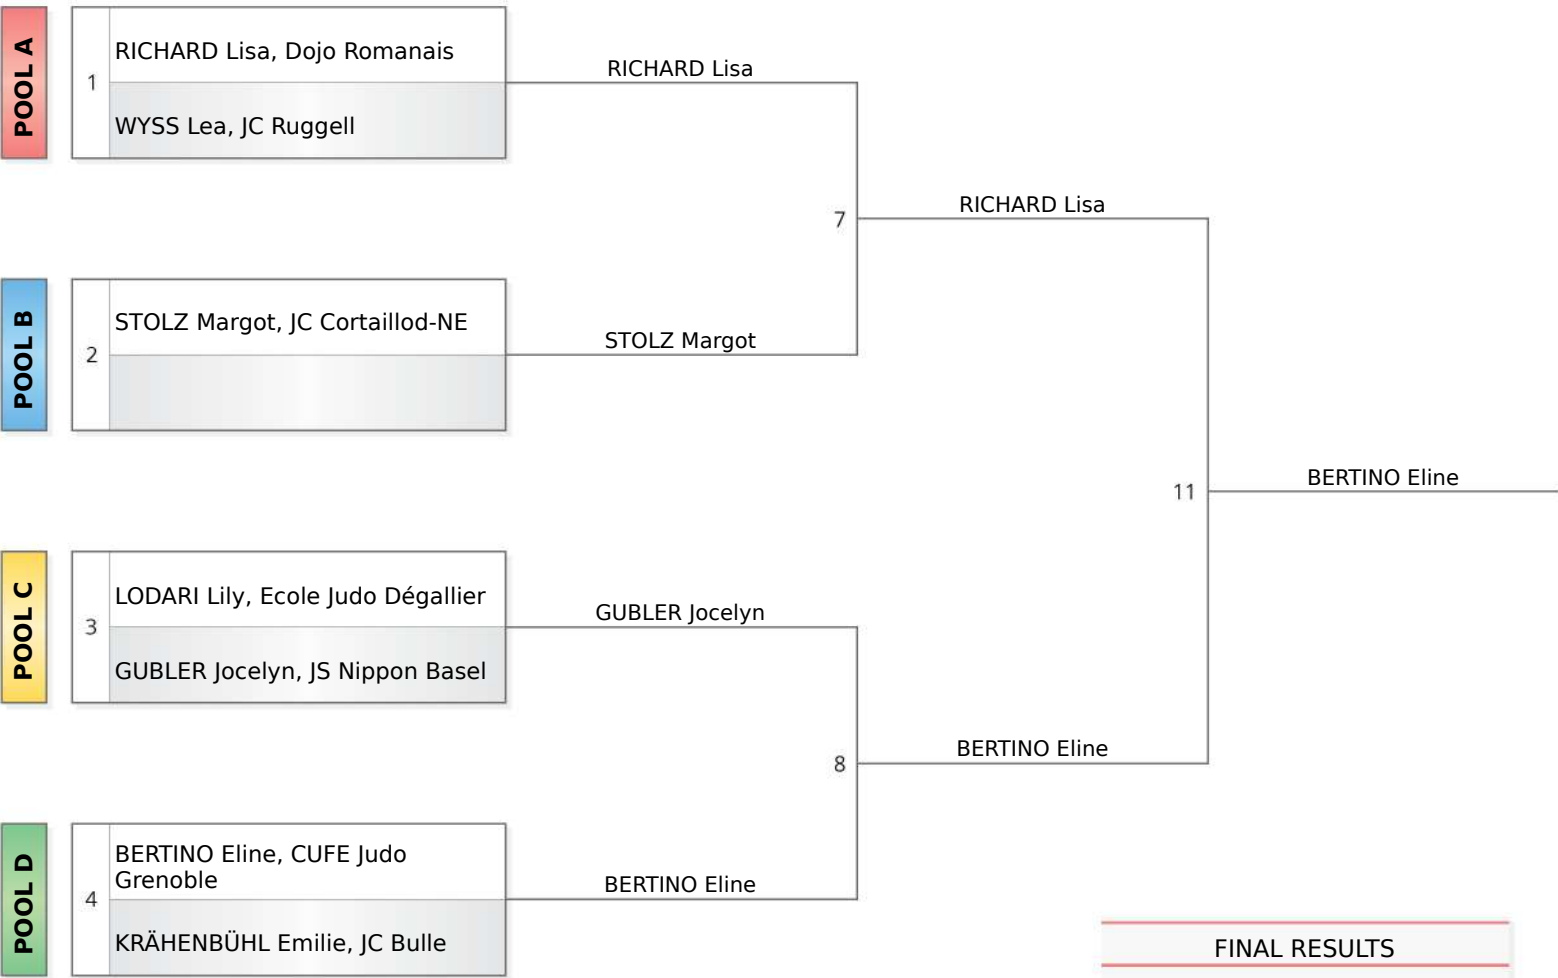 POOL A
1
RICHARD Lisa, Dojo Romanais
WYSS Lea, JC Ruggell
RICHARD Lisa
7
RICHARD Lisa
POOL B
2
STOLZ Margot, JC Cortaillod-NE
STOLZ Margot
11
BERTINO Eline
POOL C
3
LODARI Lily, Ecole Judo Dégallier
GUBLER Jocelyn, JS Nippon Basel
GUBLER Jocelyn
8
BERTINO Eline
POOL D
4
BERTINO Eline, CUFE Judo
Grenoble
KRÄHENBÜHL Emilie, JC Bulle
BERTINO Eline
FINAL RESULTS